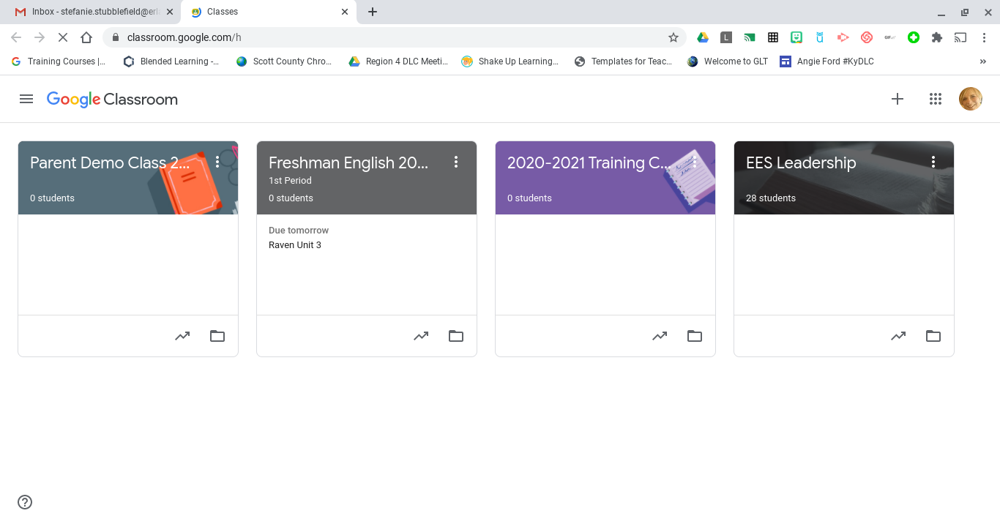 Inbox - stefanie.stubblefield@erl
Classes
classroom.google.com/h
L
GIF
Training Courses |...
Blended Learning -...
Scott County Chro...
Region 4 DLC Meeti...
Shake Up Learning...
Templates for Teac...
Welcome to GLT
Angie Ford #KyDLC
»
Google Classroom
Parent Demo Class 2...
0 students
Freshman English 20...
1st Period
0 students
Due tomorrow
Raven Unit 3
2020-2021 Training C...
0 students
EES Leadership
28 students